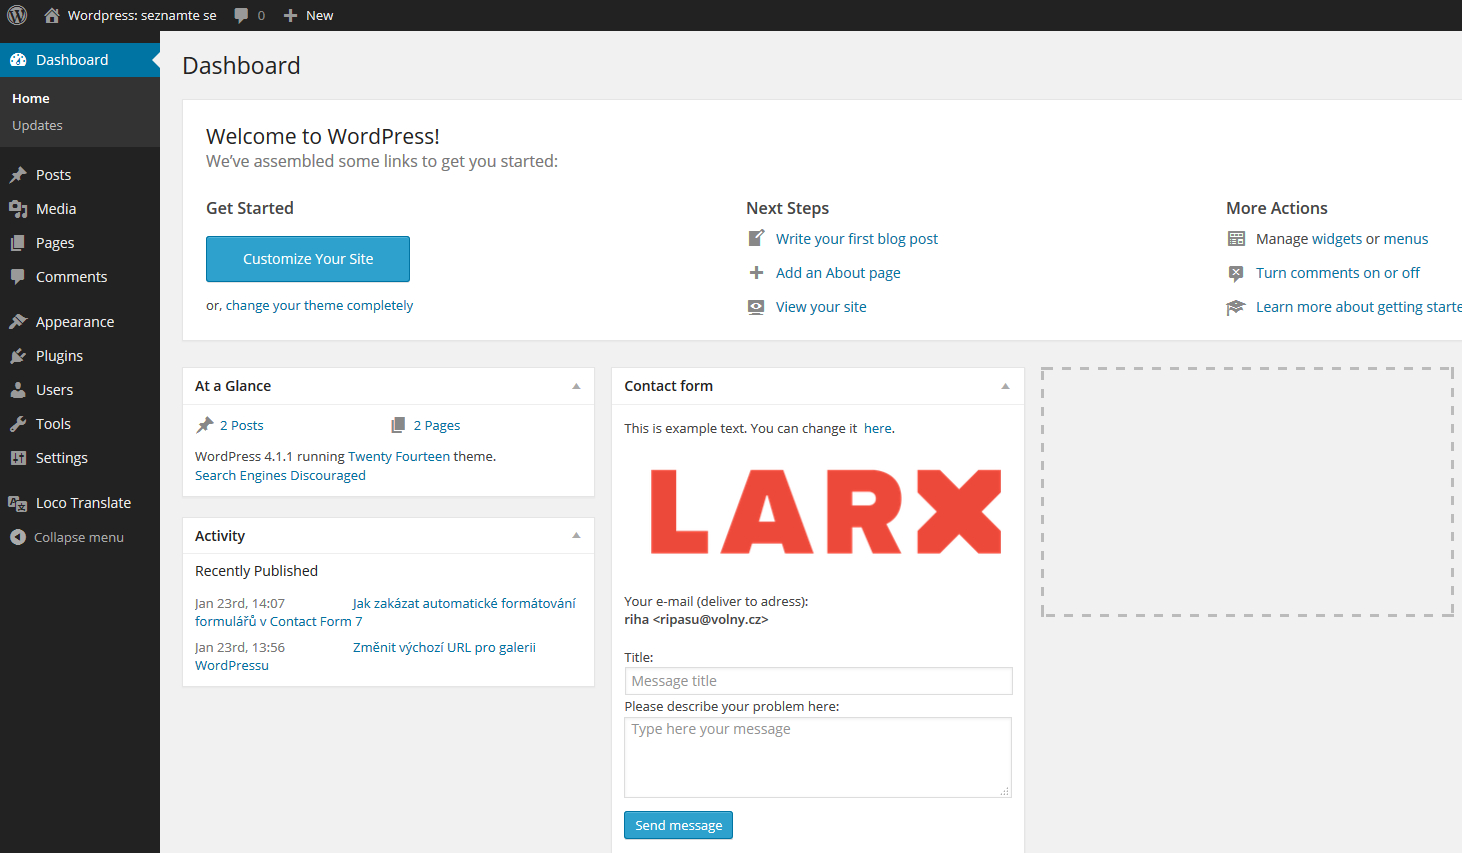 Wordpress: seznamte se 0 New
Dashboard
Home
Updates
Posts
Media
Pages
Comments
Appearance
Plugins
Users
Tools
Settings
Loco Translate
Collapse menu
Dashboard
Welcome to WordPress!
We've assembled some links to get you started:
Get Started
Customize Your Site
or, change your theme completely
Next Steps
Write your first blog post
Add an About page
View your site
More Actions
Manage widgets or menus
Turn comments on or off
Learn more about getting starte
At a Glance
2 Posts 2 Pages
WordPress 4.1.1 running Twenty Fourteen theme.
Search Engines Discouraged
Activity
Recently Published
Jan 23rd, 14:07 Jak zakázat automatické formátování
formulářů v Contact Form 7
Jan 23rd, 13:56 Změnit výchozí URL pro galerii
WordPressu
Contact form
This is example text. You can change it here.
LARX
Your e-mail (deliver to adress):
riha <ripasu@volny.cz>
Title:
Message title
Please describe your problem here:
Type here your message
Send message